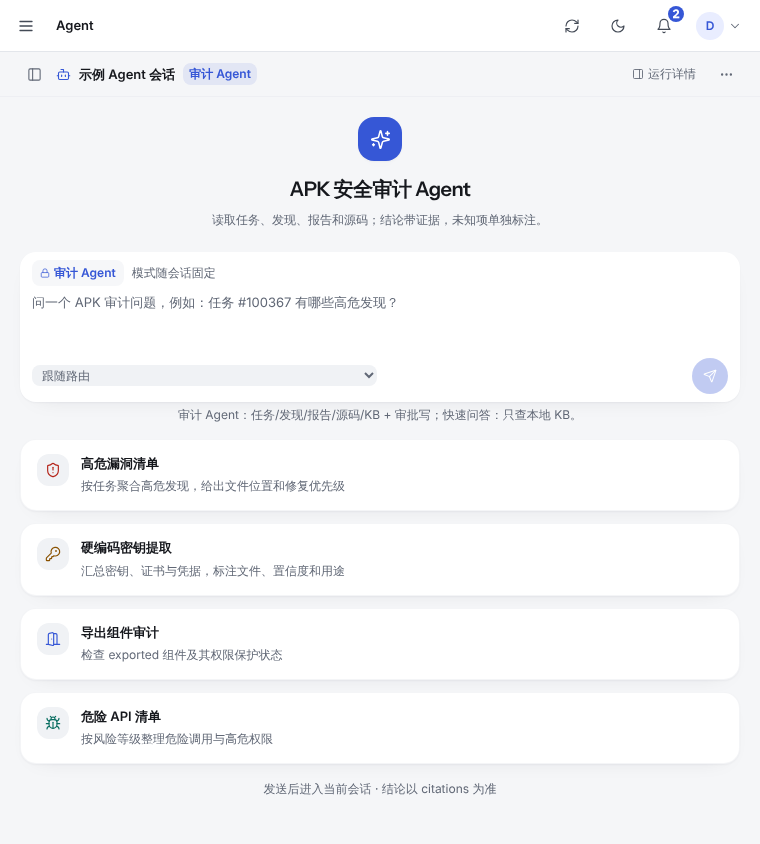 Agent
2
D
示例 Agent 会话
审计 Agent
运行详情
APK 安全审计 Agent
读取任务、发现、报告和源码；结论带证据，未知项单独标注。
审计 Agent
模式随会话固定
问一个 APK 审计问题，例如：任务 #100367 有哪些高危发现？
跟随路由
审计 Agent：任务/发现/报告/源码/KB + 审批写；快速问答：只查本地 KB。
高危漏洞清单
按任务聚合高危发现，给出文件位置和修复优先级
硬编码密钥提取
汇总密钥、证书与凭据，标注文件、置信度和用途
导出组件审计
检查 exported 组件及其权限保护状态
危险 API 清单
按风险等级整理危险调用与高危权限
发送后进入当前会话 · 结论以 citations 为准